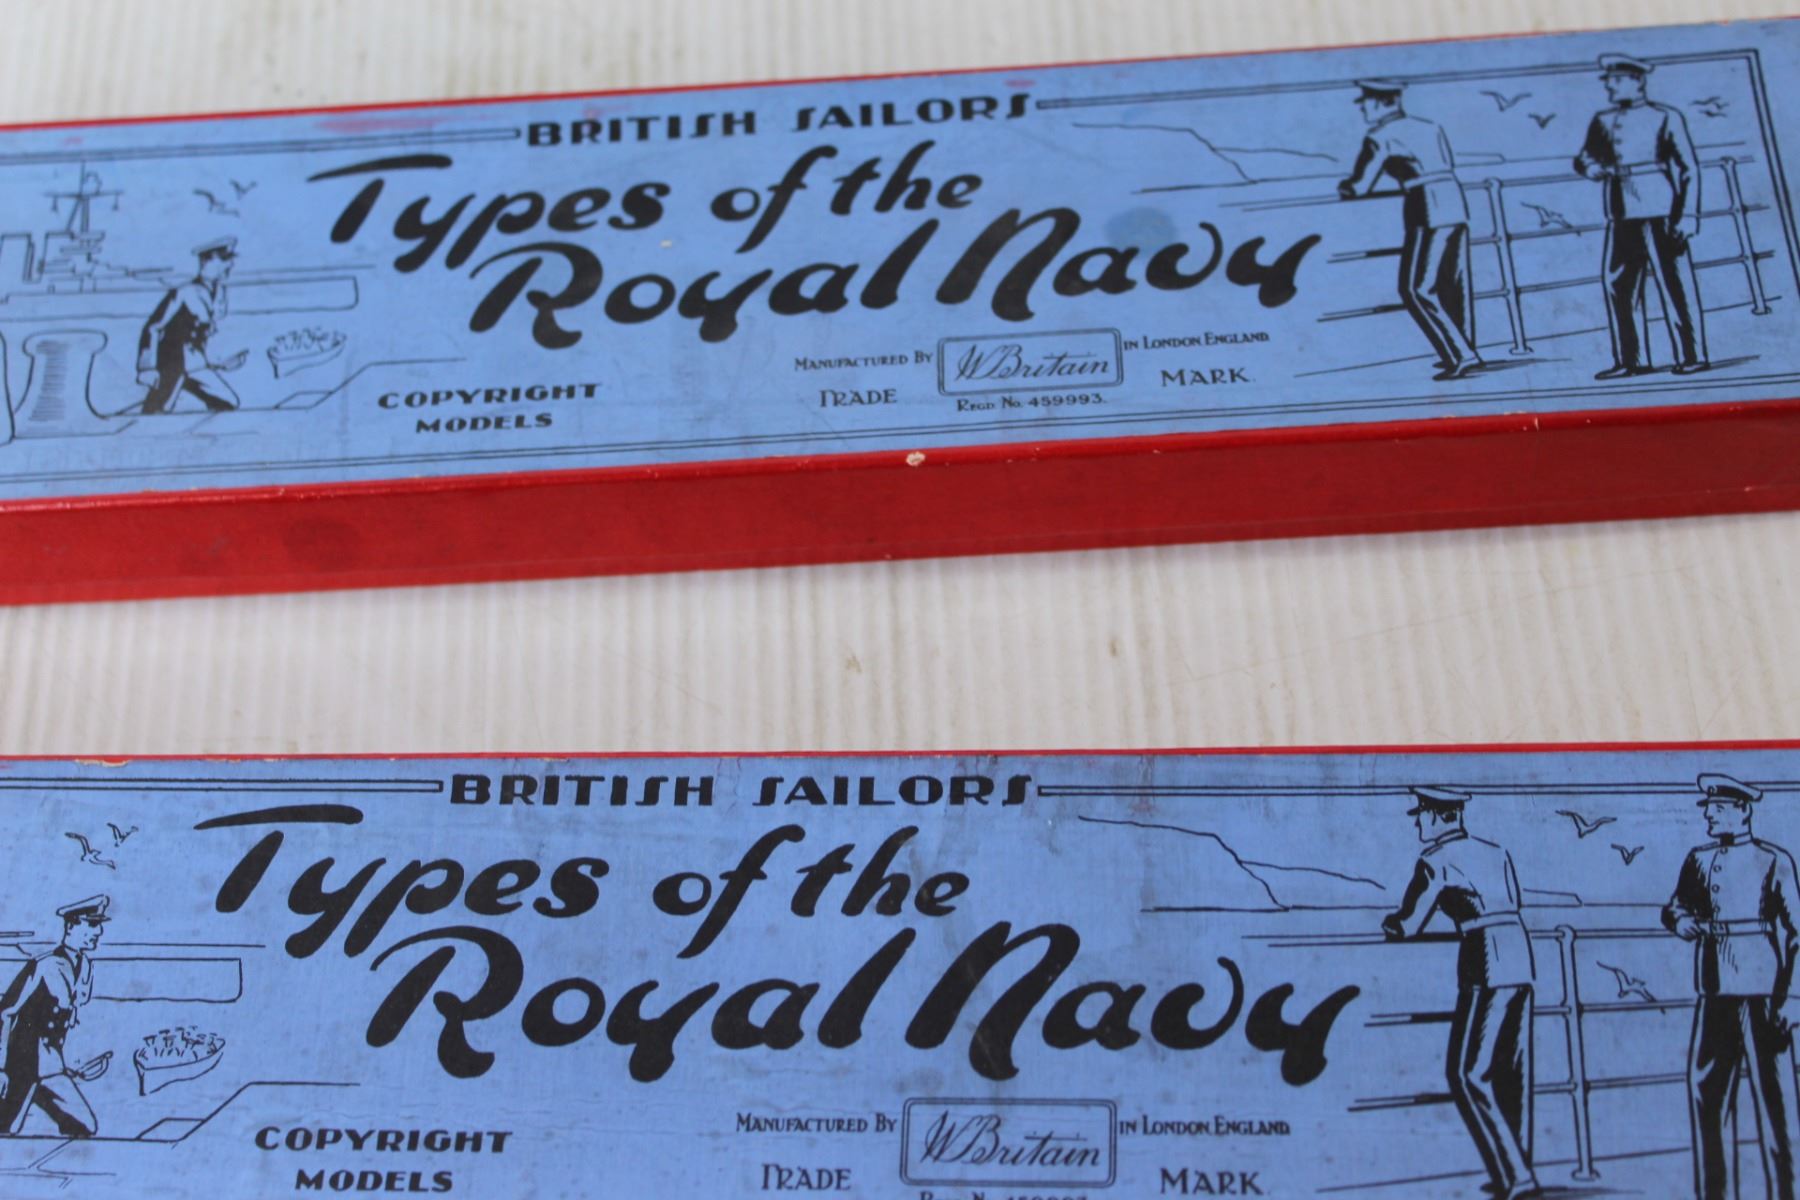 BRITISH SAILORS
Types of the
Royal Navy
MANUFACTURED BY W Britain IN LONDON ENGLAND
TRADE MARK.
REGD. No. 459993.
COPYRIGHT
MODELS
BRITISH SAILORS
Types of the
Royal Navy
MANUFACTURED BY W Britain IN LONDON ENGLAND
TRADE MARK.
COPYRIGHT
MODELS